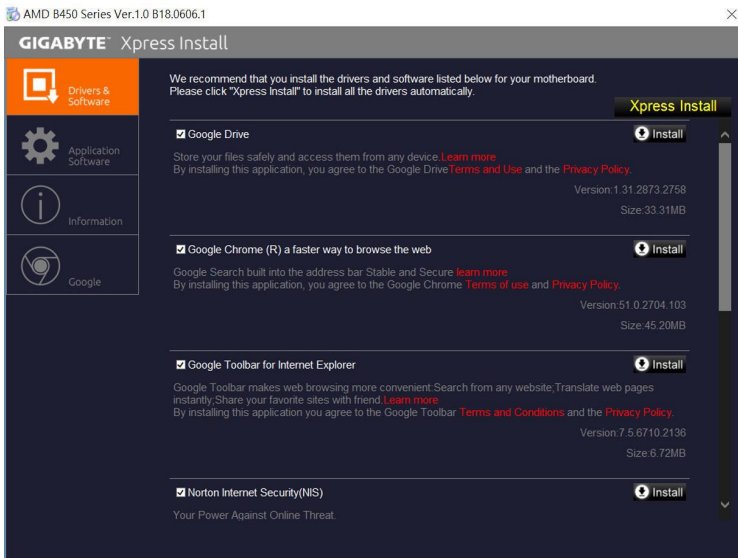 AMD B450 Series Ver.1.0 B18.0606.1
GIGABYTE™ Xpress Install
Drivers &
Software
Application
Software
Information
Google
We recommend that you install the drivers and software listed below for your motherboard.
Please click "Xpress Install" to install all the drivers automatically.
Xpress Install
Google Drive
Install
Store your files safely and access them from any device.Learn more
By installing this application, you agree to the Google DriveTerms and Use and the Privacy Policy.
Version:1.31.2873.2758
Size:33.31MB
Google Chrome (R) a faster way to browse the web
Install
Google Search built into the address bar Stable and Secure learn more
By installing this application, you agree to the Google Chrome Terms of use and Privacy Policy.
Version:51.0.2704.103
Size:45.20MB
Google Toolbar for Internet Explorer
Install
Google Toolbar makes web browsing more convenient:Search from any website;Translate web pages
instantly;Share your favorite sites with friend.Learn more
By installing this application you agree to the Google Toolbar Terms and Conditions and the Privacy Policy.
Version:7.5.6710.2136
Size:6.72MB
Norton Internet Security(NIS)
Install
Your Power Against Online Threat.